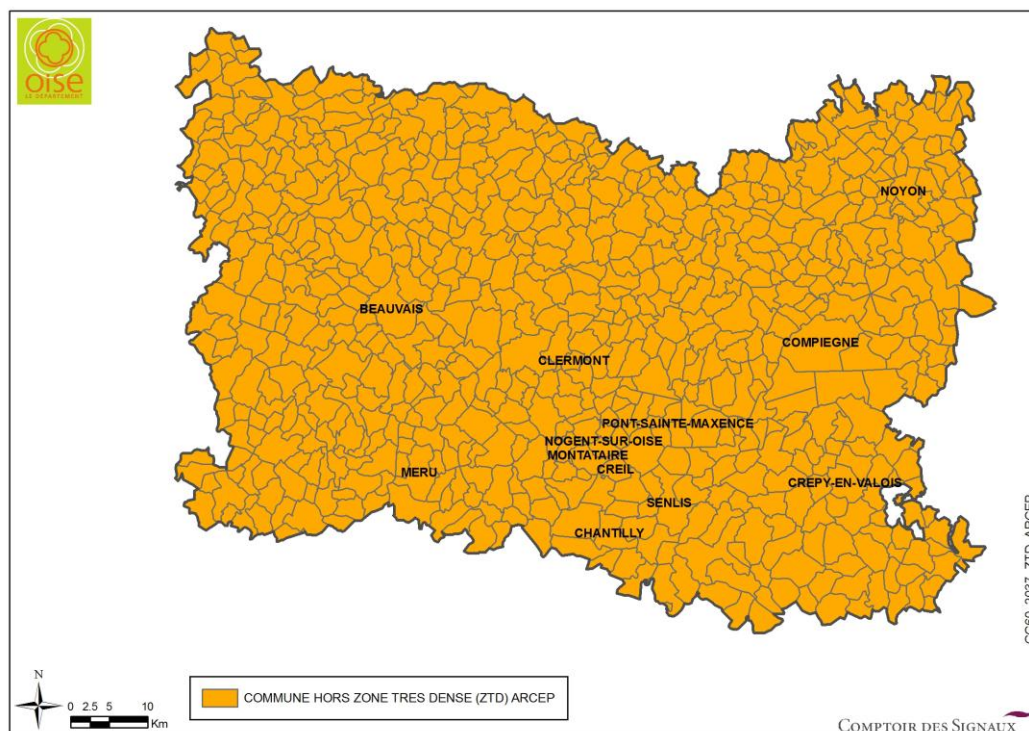 oise
LE DÉPARTEMENT
NOYON
BEAUVAIS
COMPIEGNE
CLERMONT
PONT-SAINTE-MAXENCE
NOGENT-SUR-OISE
MONTATAIRE
CREIL
MERU
CREPY-EN-VALOIS
SENLIS
CHANTILLY
N
0 2.5 5 10
Km
COMMUNE HORS ZONE TRES DENSE (ZTD) ARCEP
COMPTOIR DES SIGNAUX